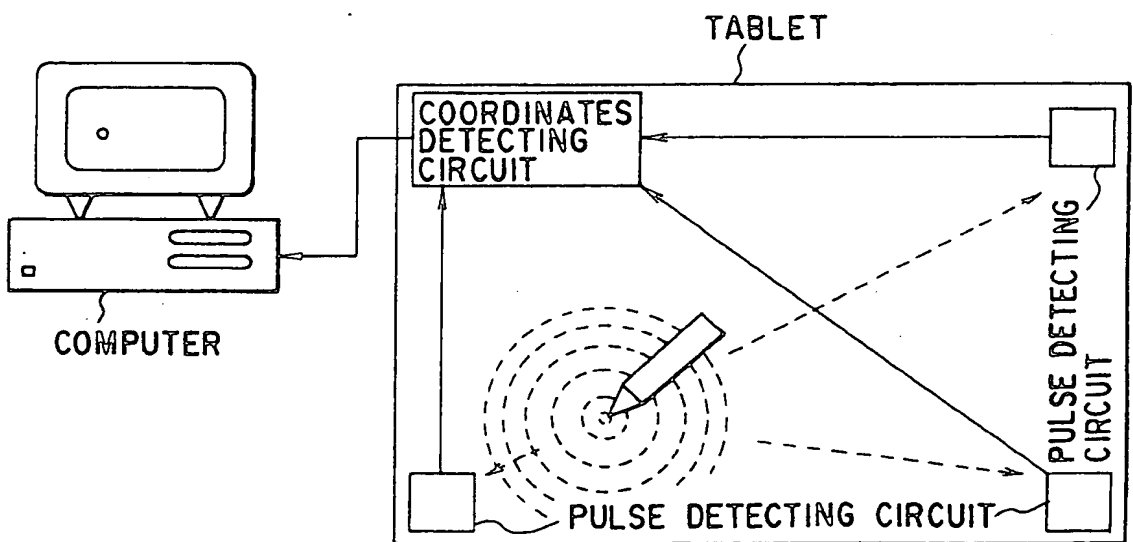 TABLET
COORDINATES
DETECTING
CIRCUIT
COMPUTER
PULSE DETECTING
CIRCUIT
PULSE DETECTING CIRCUIT